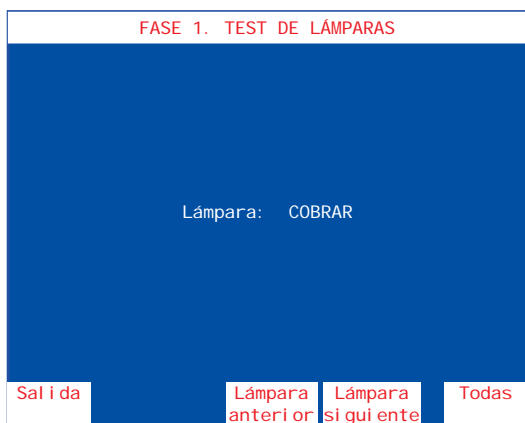 FASE 1. TEST DE LÁMPARAS
Lámpara: COBRAR
Salida
Lámpara anterior
Lámpara siguiente
Todas